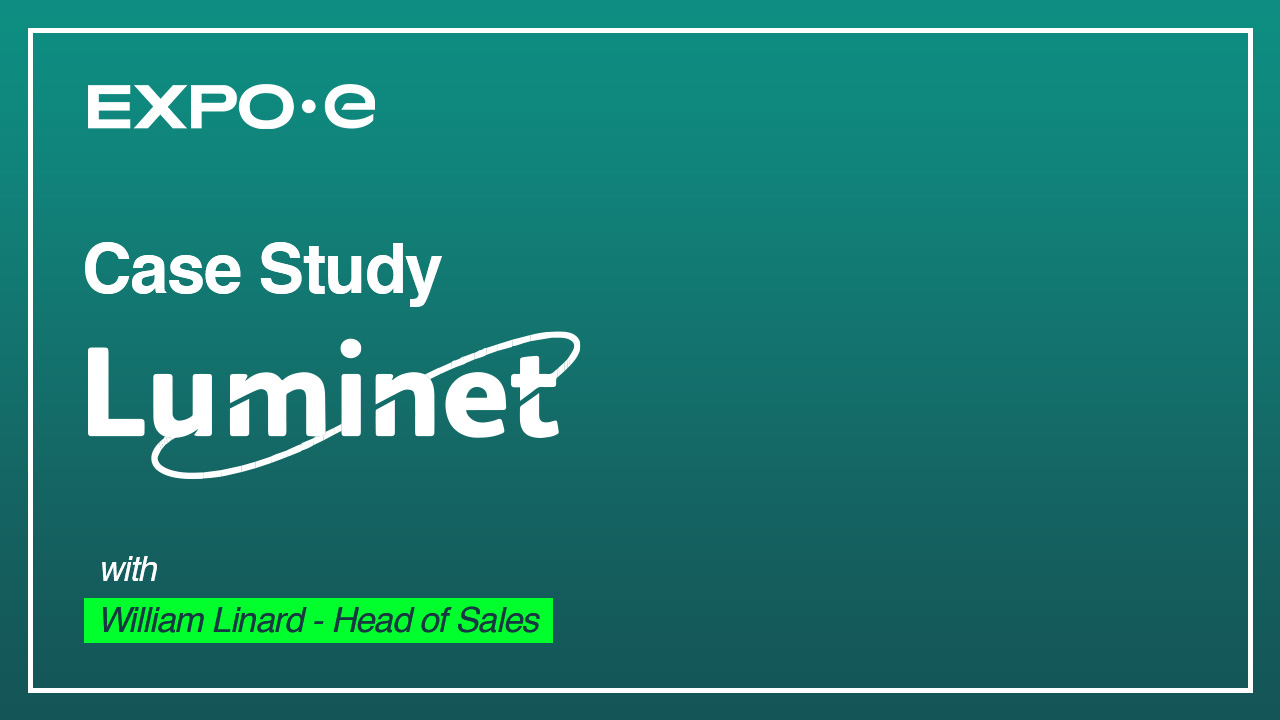 EXPO·e
Case Study
Luminet
with
William Linard - Head of Sales